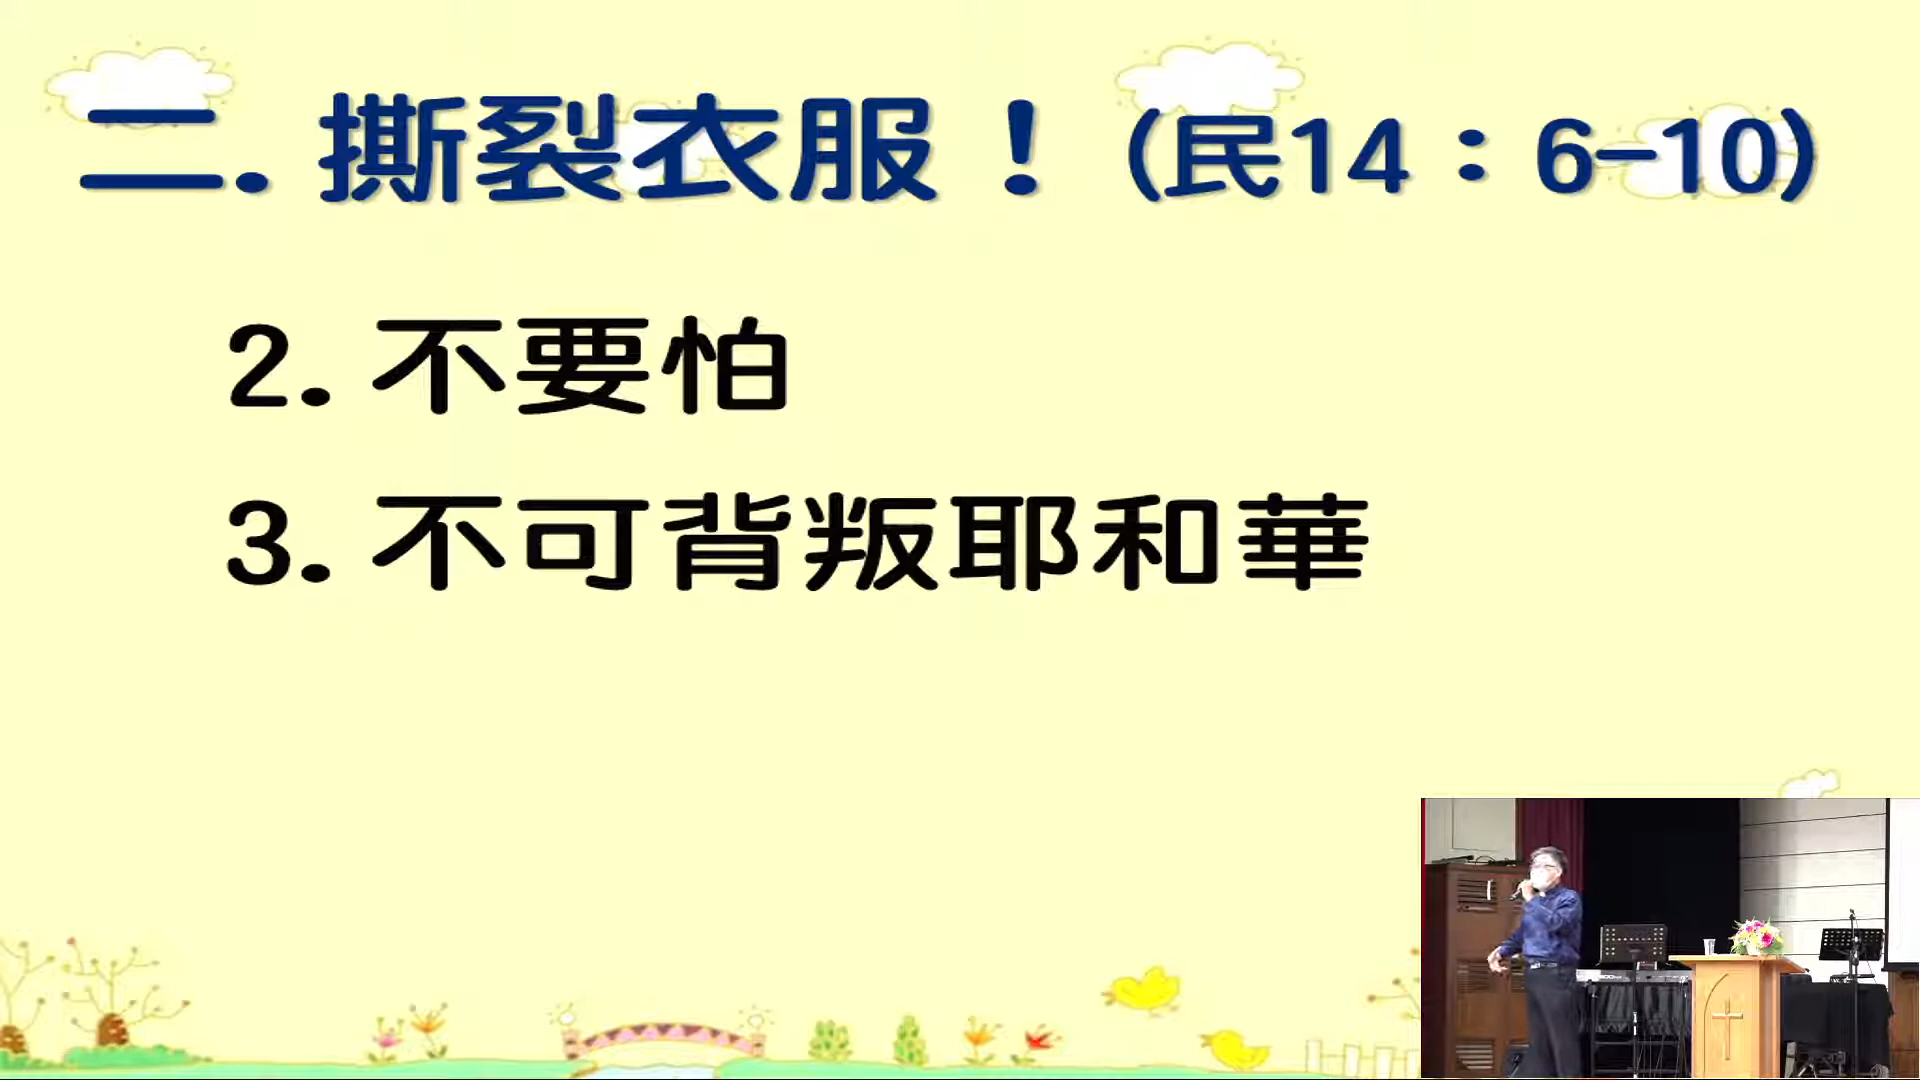 二. 撕裂衣服！(民14：6-10)
2. 不要怕
3. 不可背叛耶和華